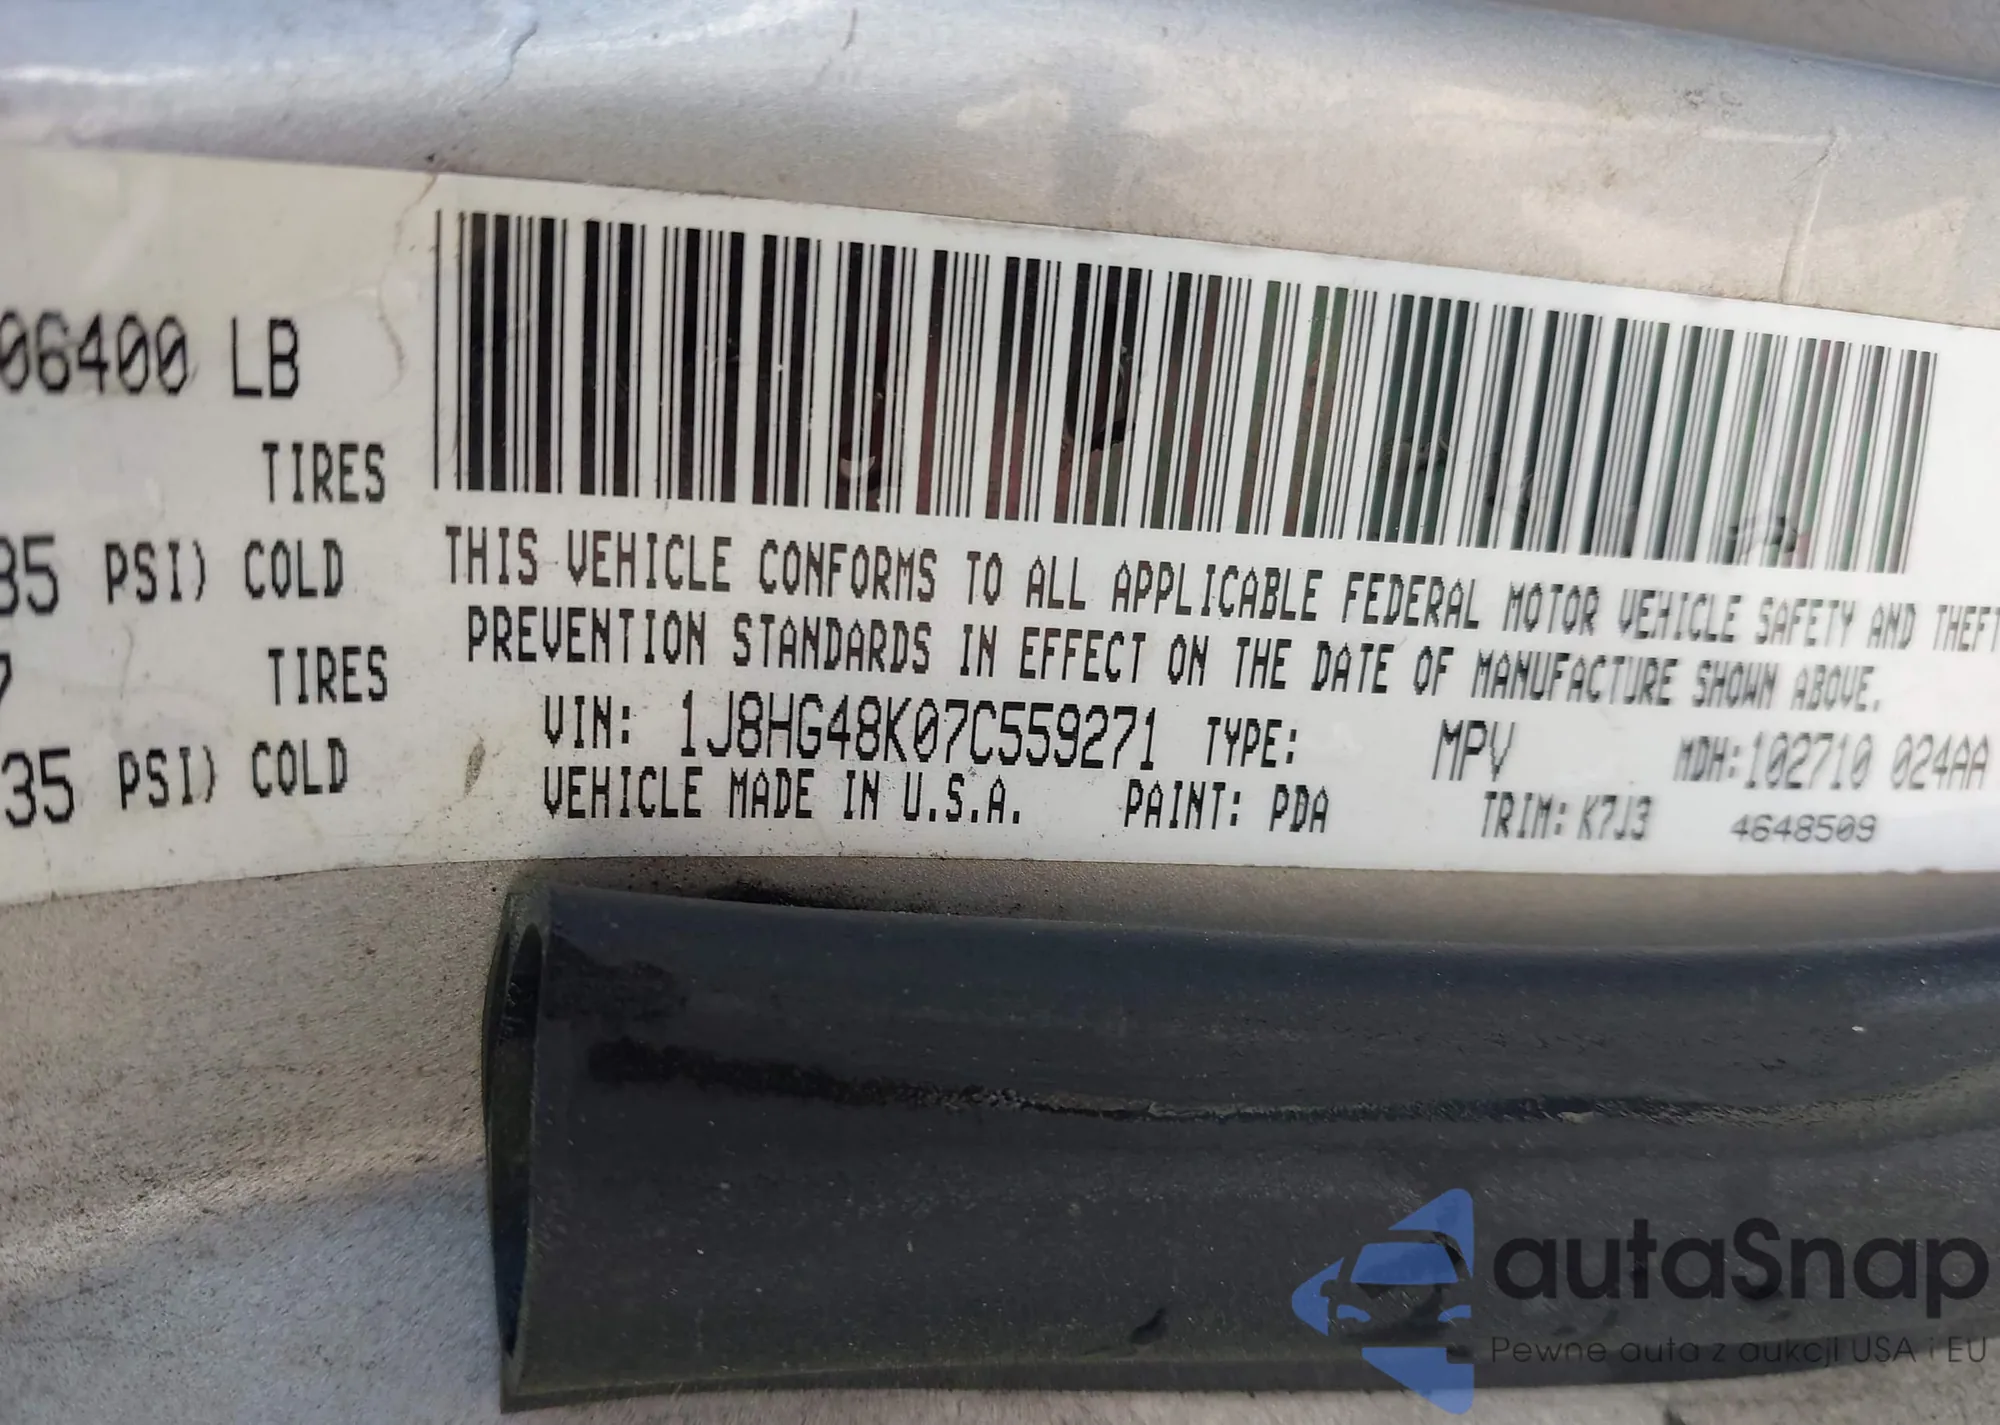 06400 LB
TIRES
35 PSI) COLD
7 TIRES
35 PSI) COLD
THIS VEHICLE CONFORMS TO ALL APPLICABLE FEDERAL MOTOR VEHICLE SAFETY AND THEFT
PREVENTION STANDARDS IN EFFECT ON THE DATE OF MANUFACTURE SHOWN ABOVE.
VIN: 1J8HG48K07C559271 TYPE: MPV MDH:102710 024AA
VEHICLE MADE IN U.S.A. PAINT: PDA TRIM: K7J3 4648509
autaSnap
Pewne auta z aukcji USA i EU